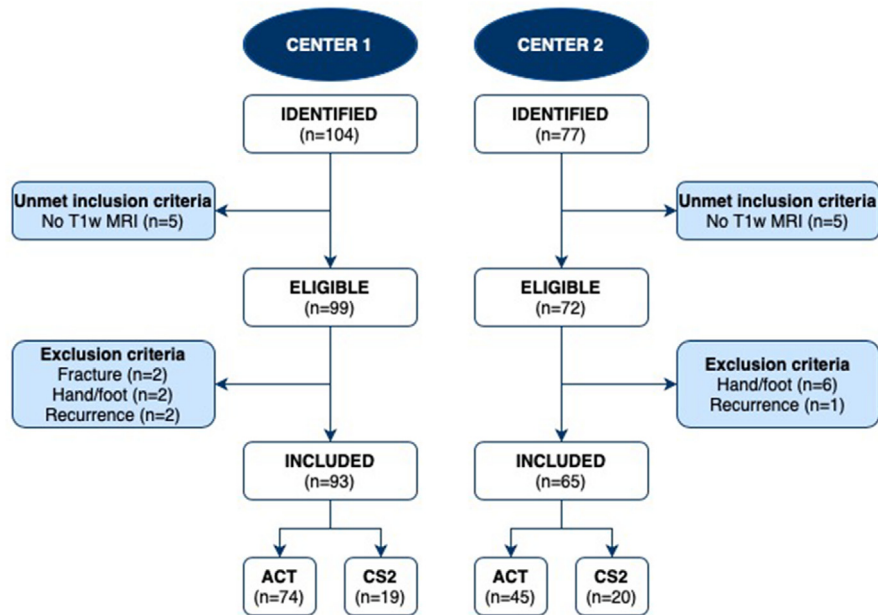 CENTER 1
IDENTIFIED
(n=104)
Unmet inclusion criteria
No T1w MRI (n=5)
ELIGIBLE
(n=99)
Exclusion criteria
Fracture (n=2)
Hand/foot (n=2)
Recurrence (n=2)
INCLUDED
(n=93)
ACT
(n=74)
CS2
(n=19)
CENTER 2
IDENTIFIED
(n=77)
Unmet inclusion criteria
No T1w MRI (n=5)
ELIGIBLE
(n=72)
Exclusion criteria
Hand/foot (n=6)
Recurrence (n=1)
INCLUDED
(n=65)
ACT
(n=45)
CS2
(n=20)